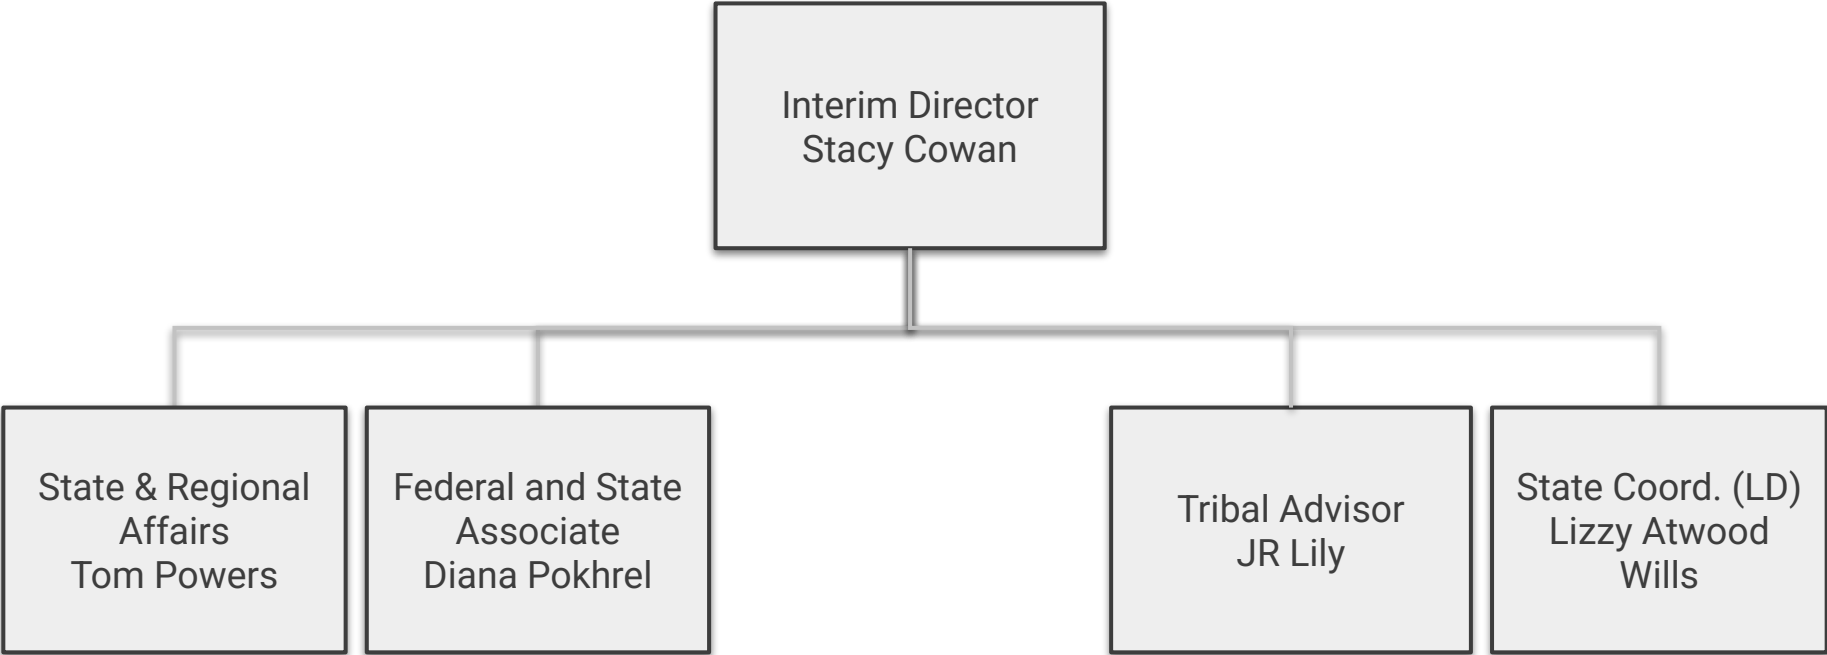 Interim Director
Stacy Cowan
State & Regional
Affairs
Tom Powers
Federal and State
Associate
Diana Pokhrel
Tribal Advisor
JR Lily
State Coord. (LD)
Lizzy Atwood
Wills